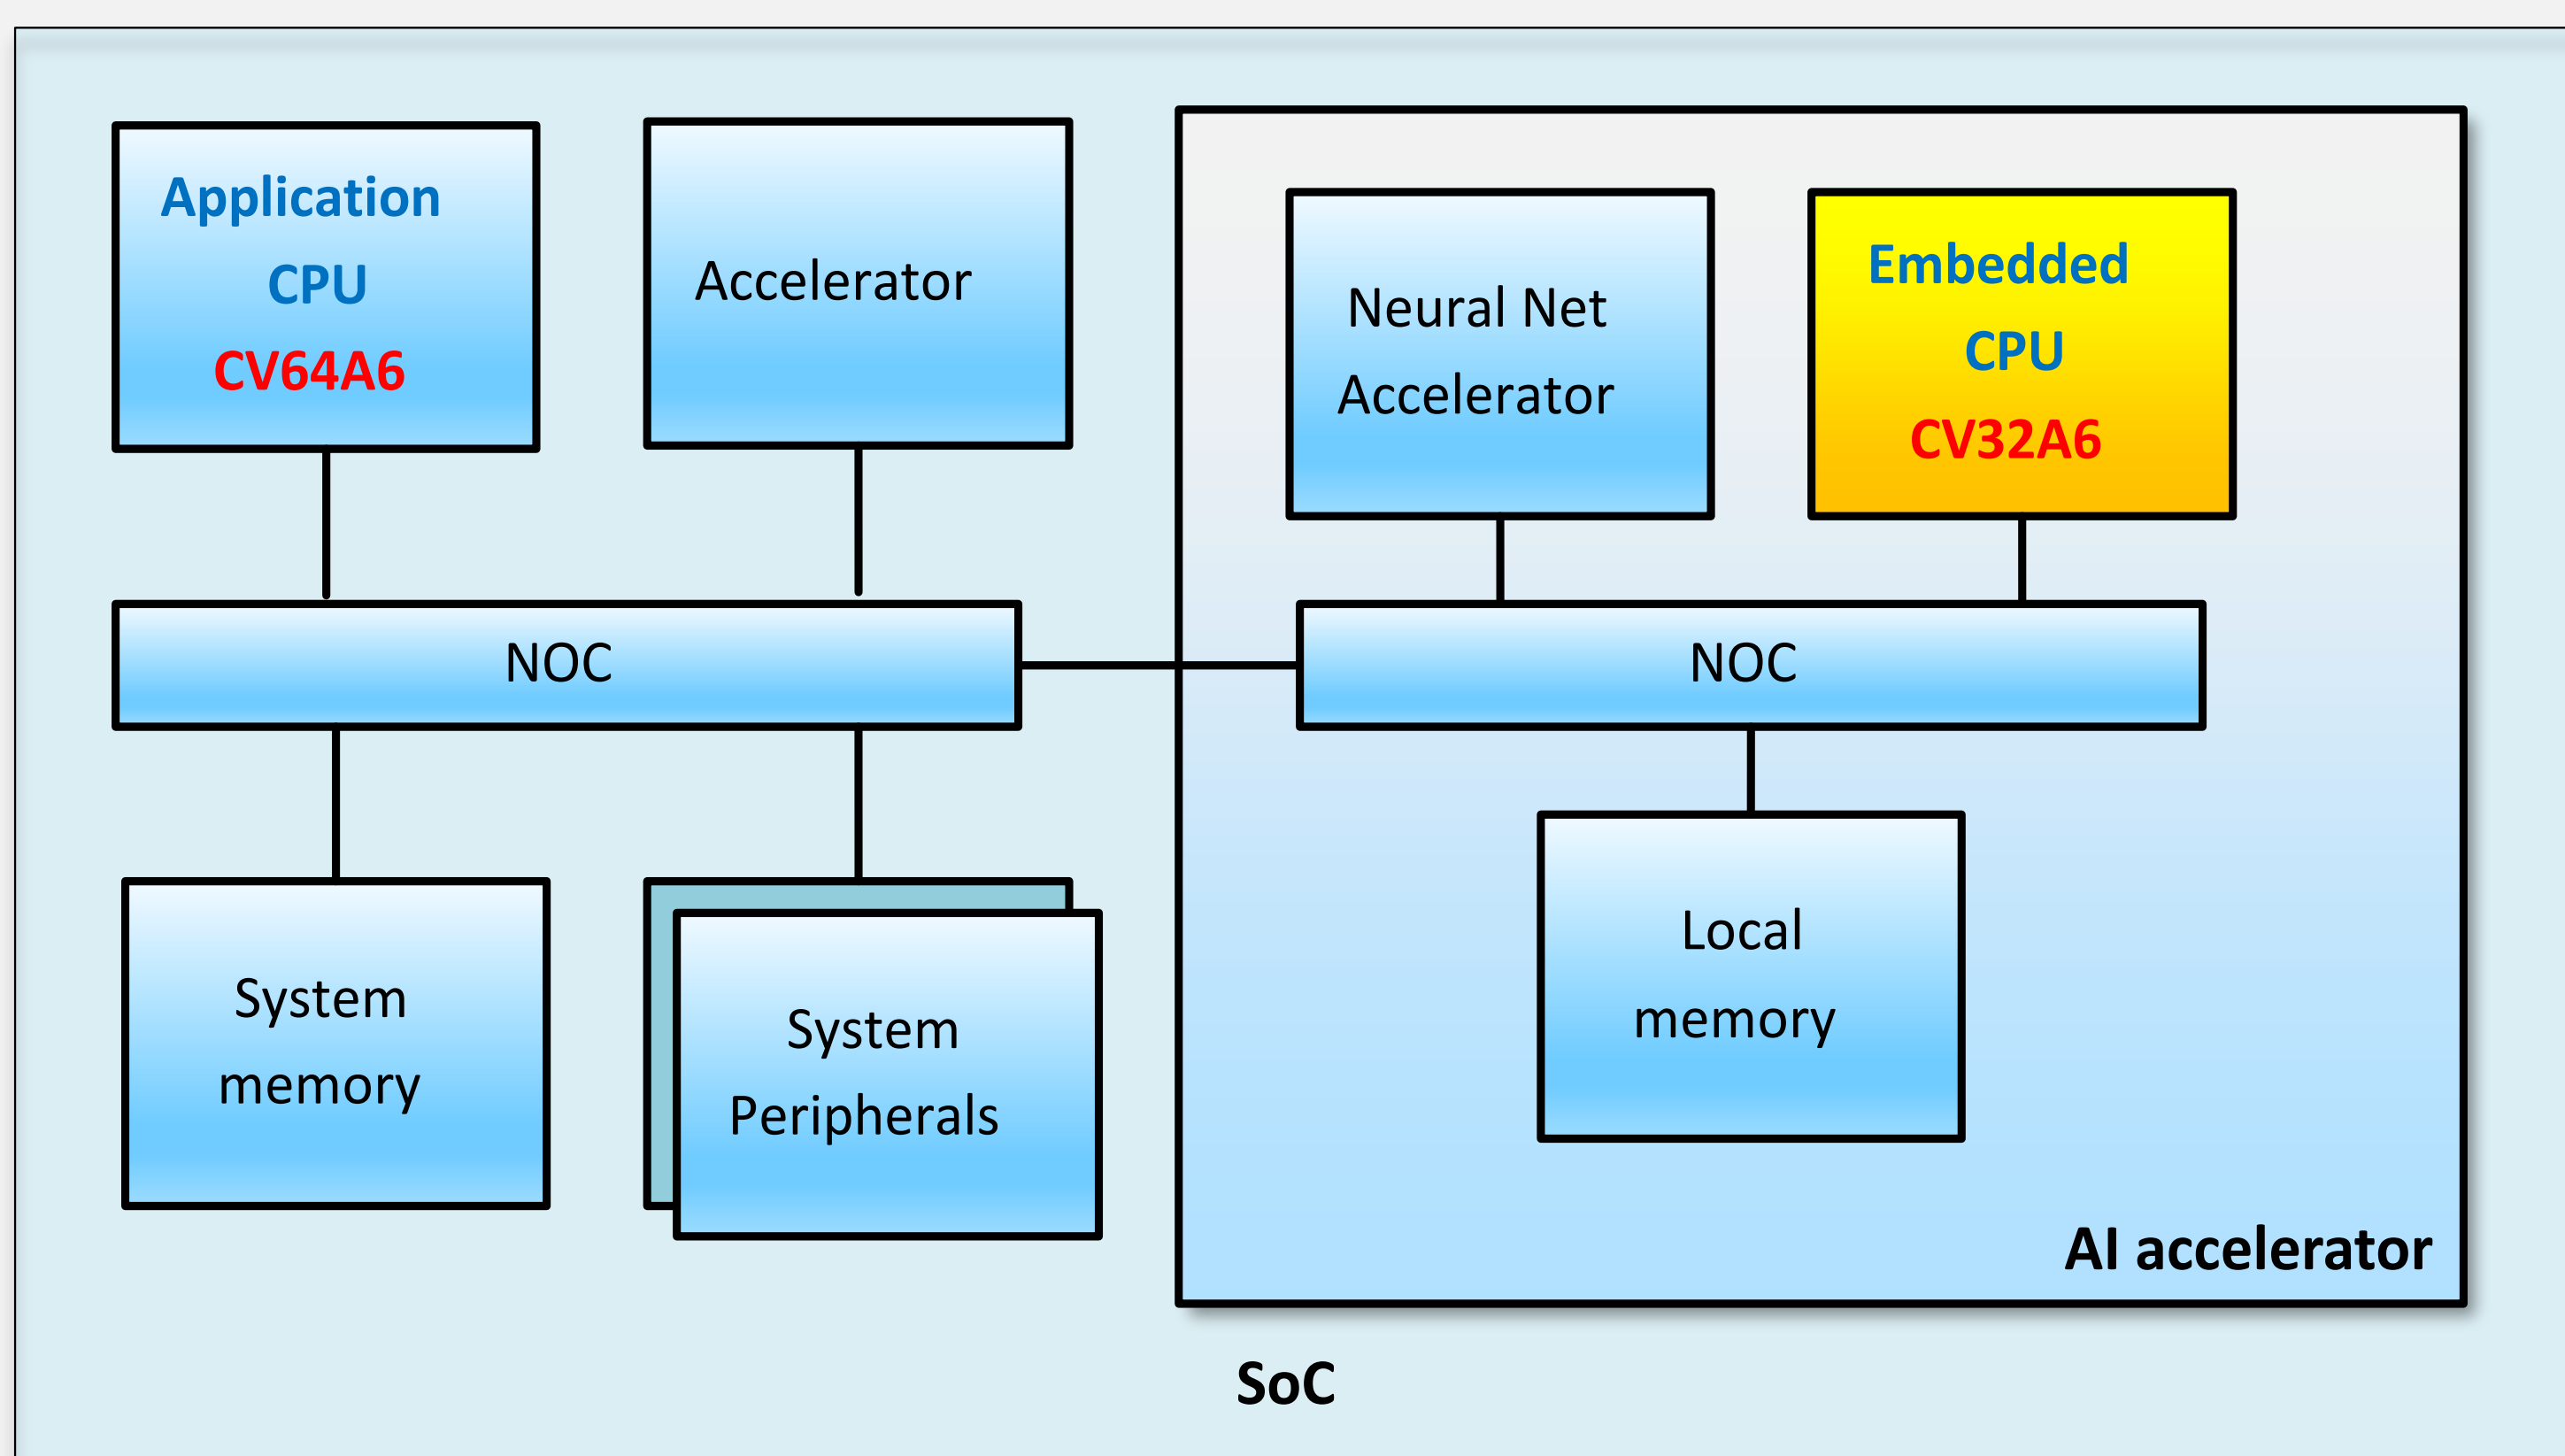 Application
CPU
CV64A6
Accelerator
Neural Net
Accelerator
Embedded
CPU
CV32A6
NOC
NOC
System
memory
System
Peripherals
Local
memory
AI accelerator
SoC